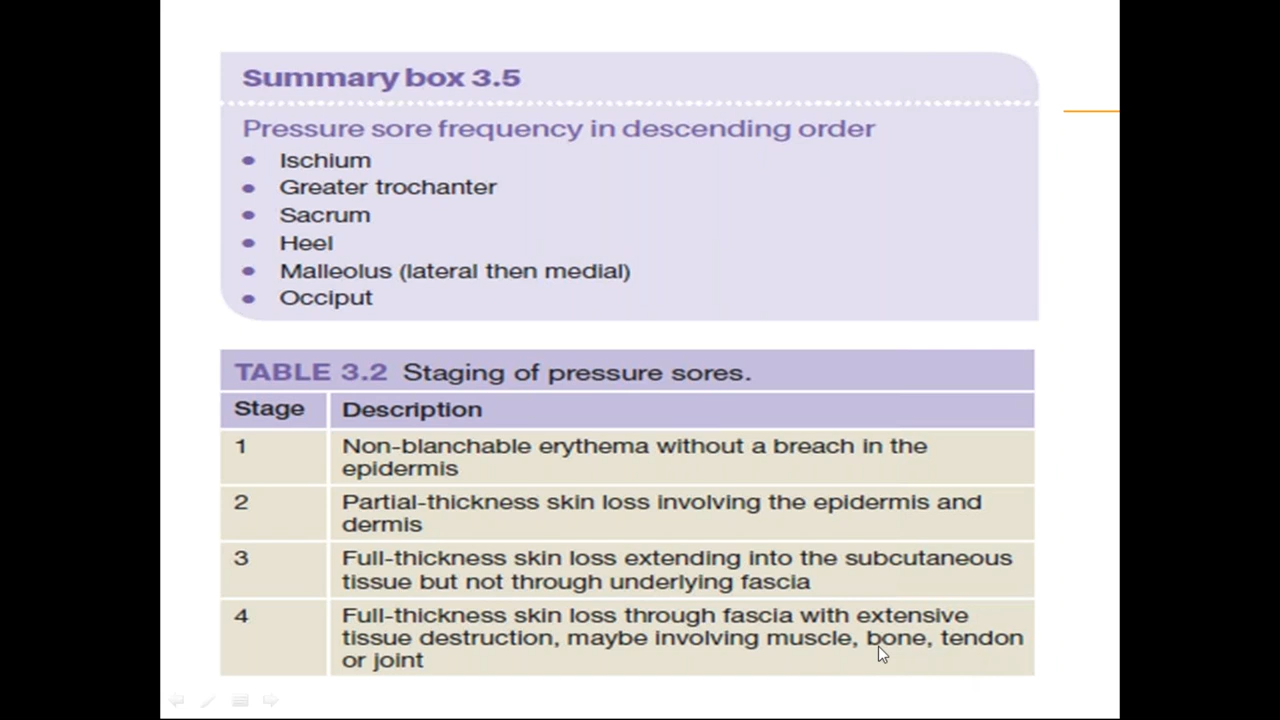 Summary box 3.5
Pressure sore frequency in descending order
• Ischium
• Greater trochanter
• Sacrum
• Heel
• Malleolus (lateral then medial)
• Occiput
TABLE 3.2 Staging of pressure sores.
Stage Description
1 Non-blanchable erythema without a breach in the
epidermis
2 Partial-thickness skin loss involving the epidermis and
dermis
3 Full-thickness skin loss extending into the subcutaneous
tissue but not through underlying fascia
4 Full-thickness skin loss through fascia with extensive
tissue destruction, maybe involving muscle, bone, tendon
or joint